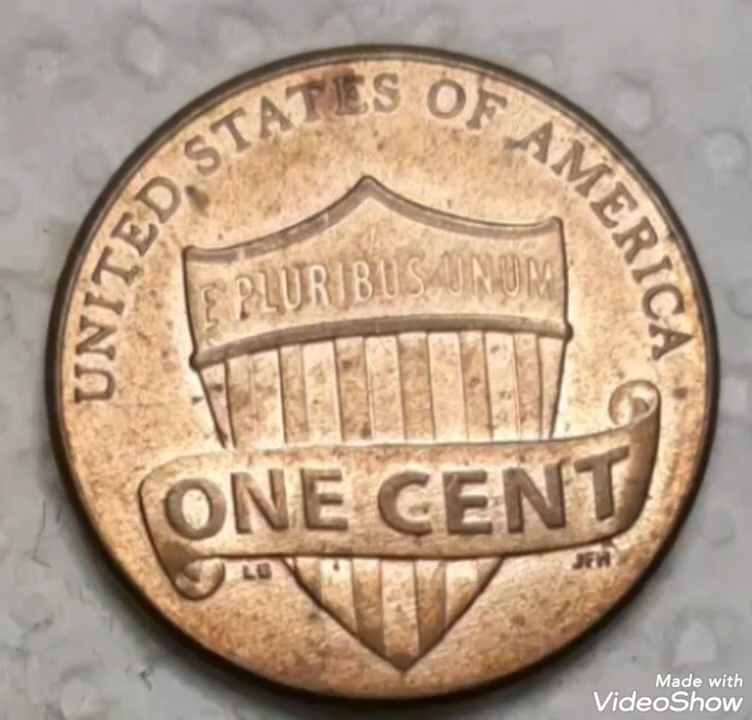 UNITED STATES OF AMERICA
E PLURIBUS UNUM
ONE CENT
LB JFM
Made with
VideoShow